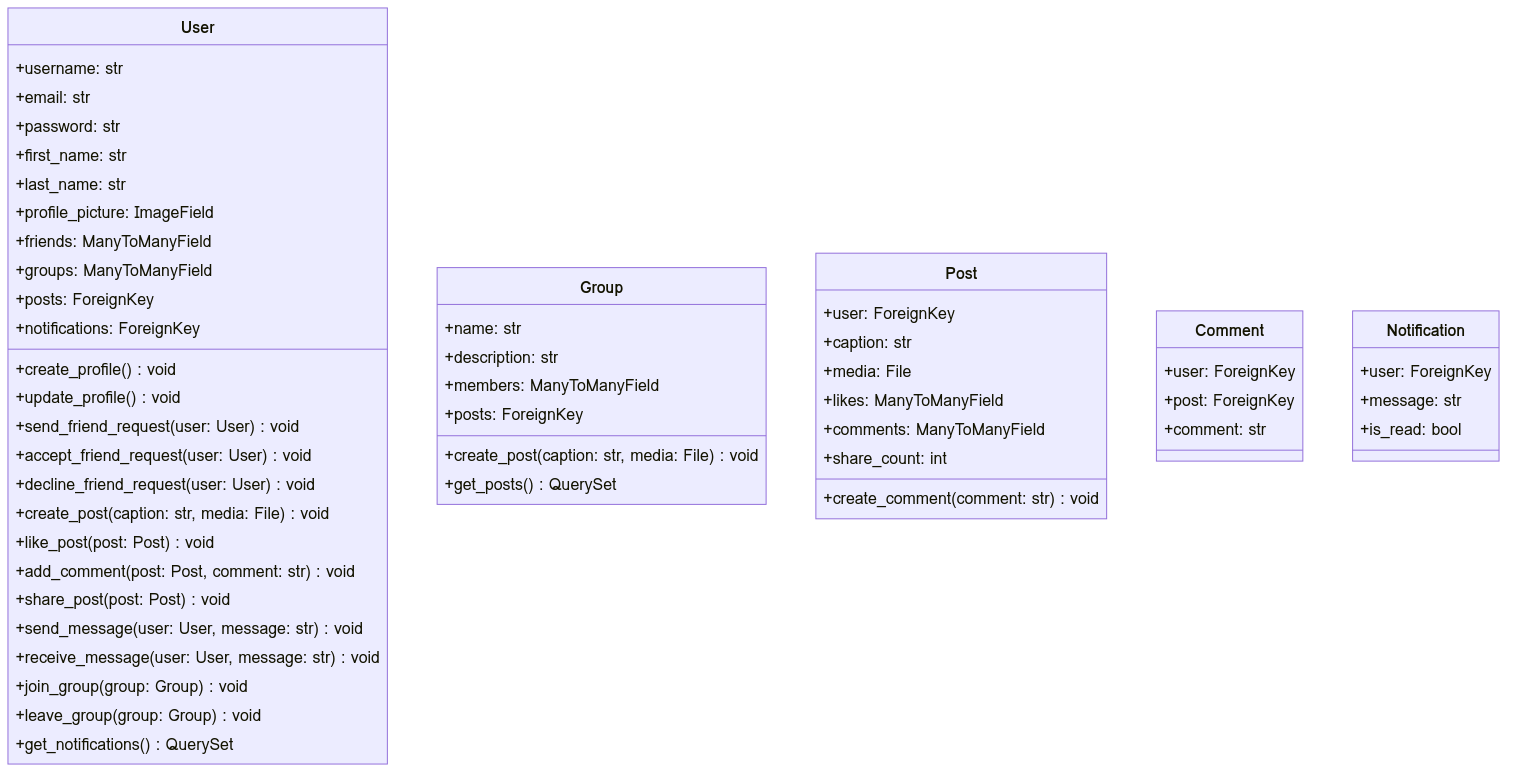 User
+username: str
+email: str
+password: str
+first_name: str
+last_name: str
+profile_picture: ImageField
+friends: ManyToManyField
+groups: ManyToManyField
+posts: ForeignKey
+notifications: ForeignKey
+create_profile() : void
+update_profile() : void
+send_friend_request(user: User) : void
+accept_friend_request(user: User) : void
+decline_friend_request(user: User) : void
+create_post(caption: str, media: File) : void
+like_post(post: Post) : void
+add_comment(post: Post, comment: str) : void
+share_post(post: Post) : void
+send_message(user: User, message: str) : void
+receive_message(user: User, message: str) : void
+join_group(group: Group) : void
+leave_group(group: Group) : void
+get_notifications() : QuerySet
Group
+name: str
+description: str
+members: ManyToManyField
+posts: ForeignKey
+create_post(caption: str, media: File) : void
+get_posts() : QuerySet
Post
+user: ForeignKey
+caption: str
+media: File
+likes: ManyToManyField
+comments: ManyToManyField
+share_count: int
+create_comment(comment: str) : void
Comment
+user: ForeignKey
+post: ForeignKey
+comment: str
Notification
+user: ForeignKey
+message: str
+is_read: bool